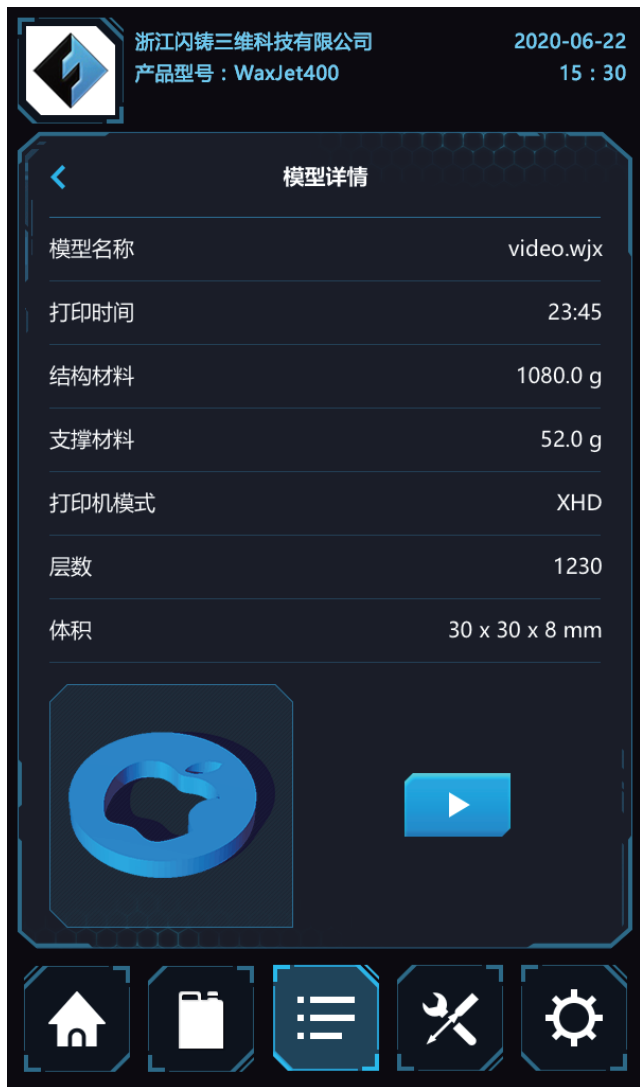 浙江闪铸三维科技有限公司 2020-06-22
产品型号：WaxJet400 15：30
模型详情
模型名称 video.wjx
打印时间 23:45
结构材料 1080.0 g
支撑材料 52.0 g
打印机模式 XHD
层数 1230
体积 30 x 30 x 8 mm